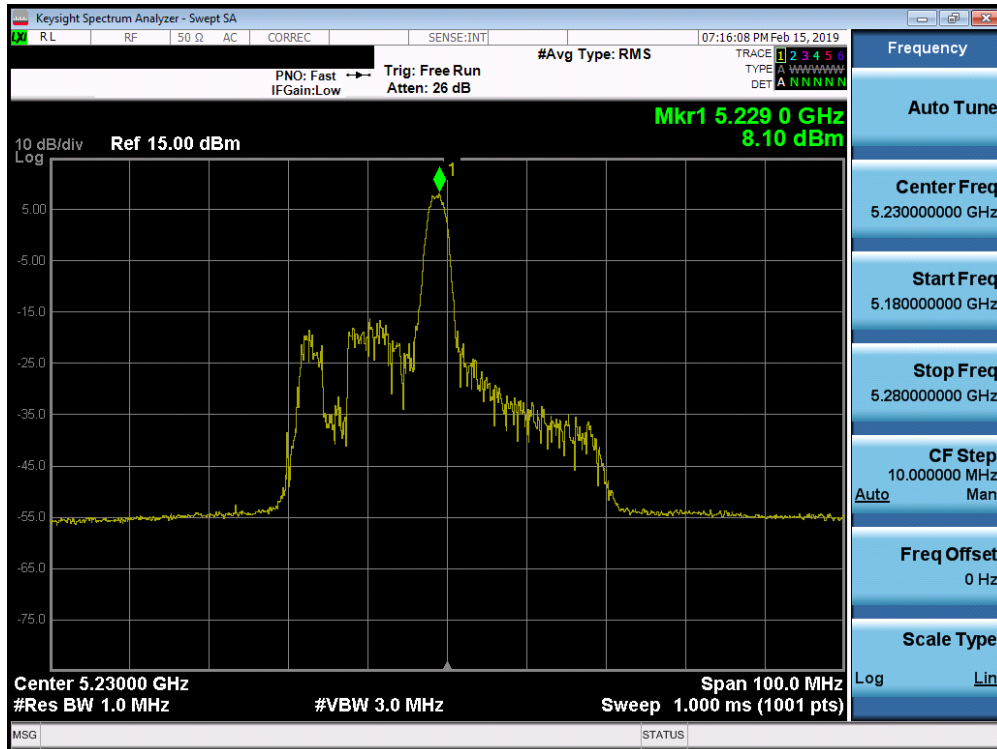 Keysight Spectrum Analyzer - Swept SA
LXI RL RF 50 Ω AC CORREC SENSE:INT 07:16:08 PM Feb 15, 2019
Frequency
PNO: Fast
IFGain:Low
Trig: Free Run
Atten: 26 dB
#Avg Type: RMS
TRACE 1 2 3 4 5 6
TYPE A WWWWW
DET A N N N N N
Auto Tune
Mkr1 5.229 0 GHz
8.10 dBm
10 dB/div Ref 15.00 dBm
Log
1
5.00
-5.00
-15.0
-25.0
-35.0
-45.0
-55.0
-65.0
-75.0
Center 5.23000 GHz Span 100.0 MHz
#Res BW 1.0 MHz #VBW 3.0 MHz Sweep 1.000 ms (1001 pts)
Center Freq
5.230000000 GHz
Start Freq
5.180000000 GHz
Stop Freq
5.280000000 GHz
CF Step
10.000000 MHz
Auto Man
Freq Offset
0 Hz
Scale Type
Log Lin
MSG STATUS